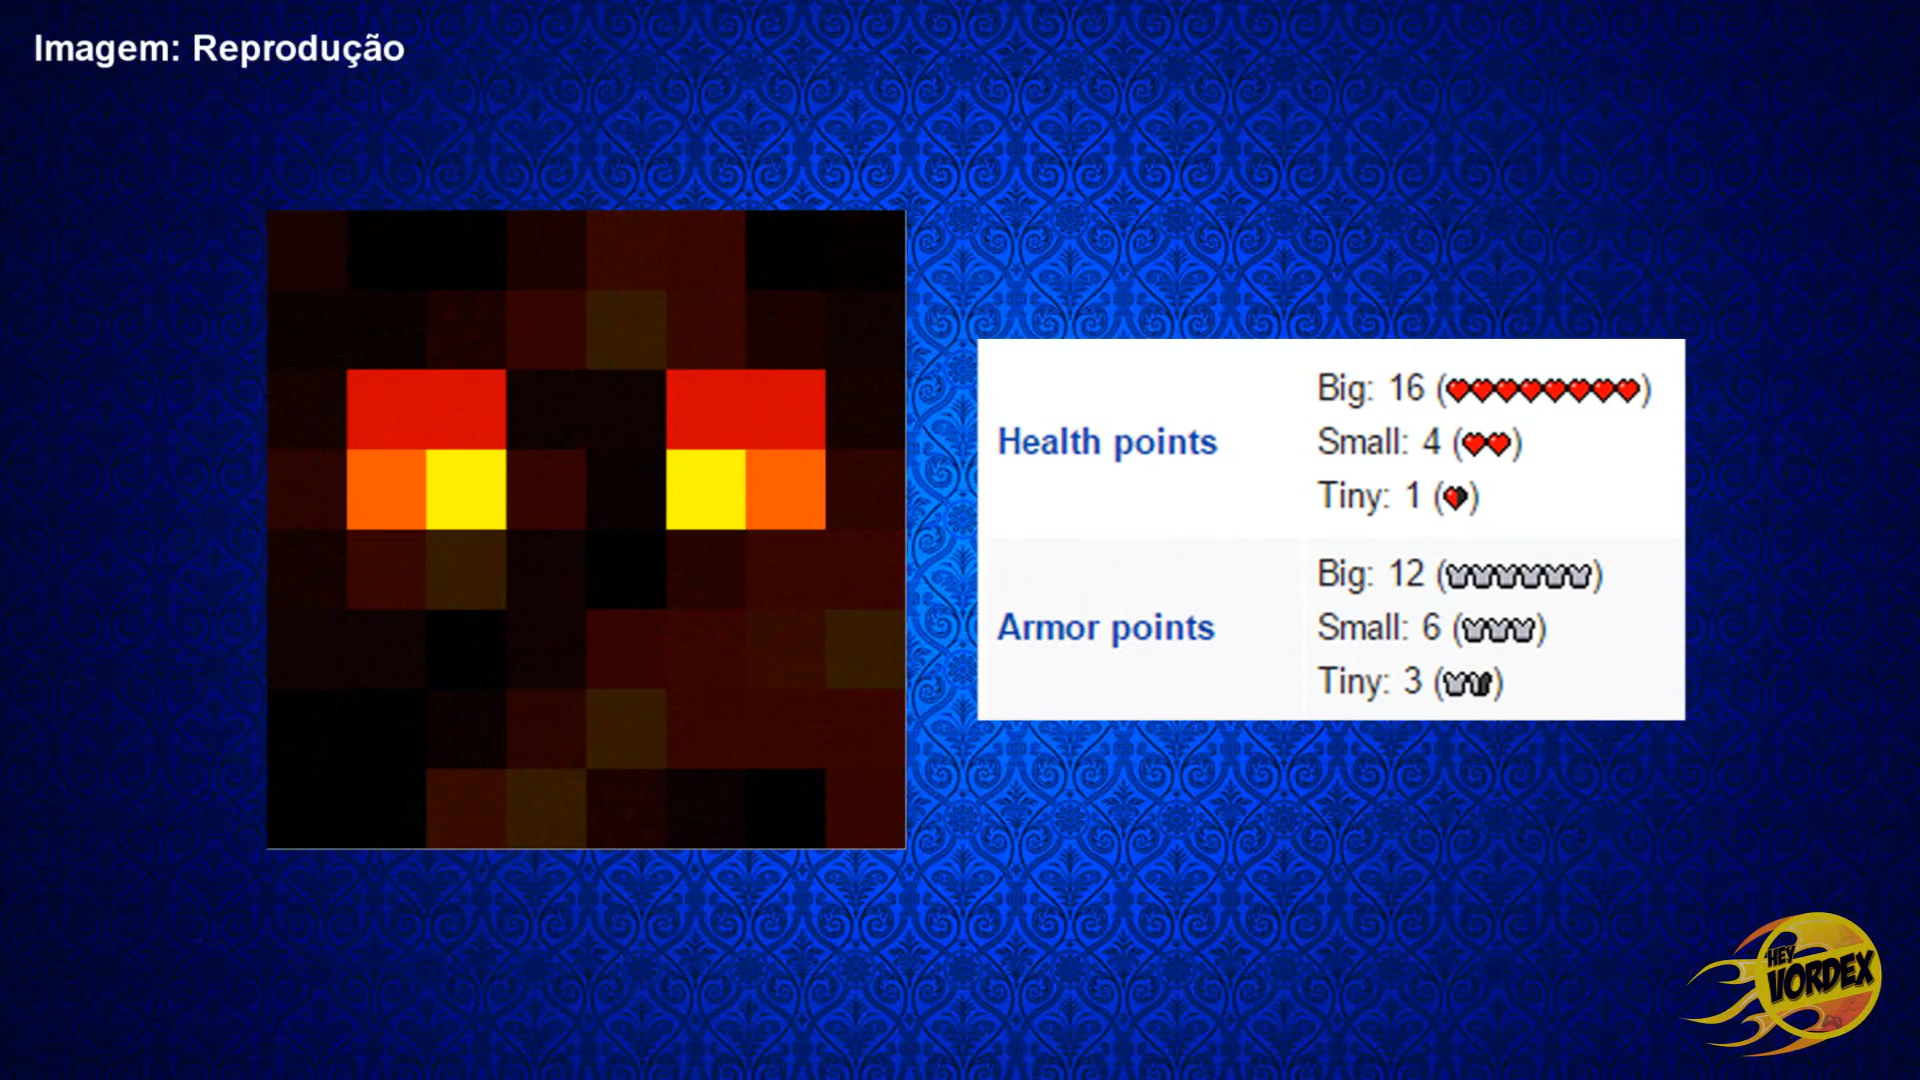 Imagem: Reprodução
Health points
Big: 16 ()
Small: 4 ()
Tiny: 1 ()
Armor points
Big: 12 ()
Small: 6 ()
Tiny: 3 ()
HEY
VORDEX